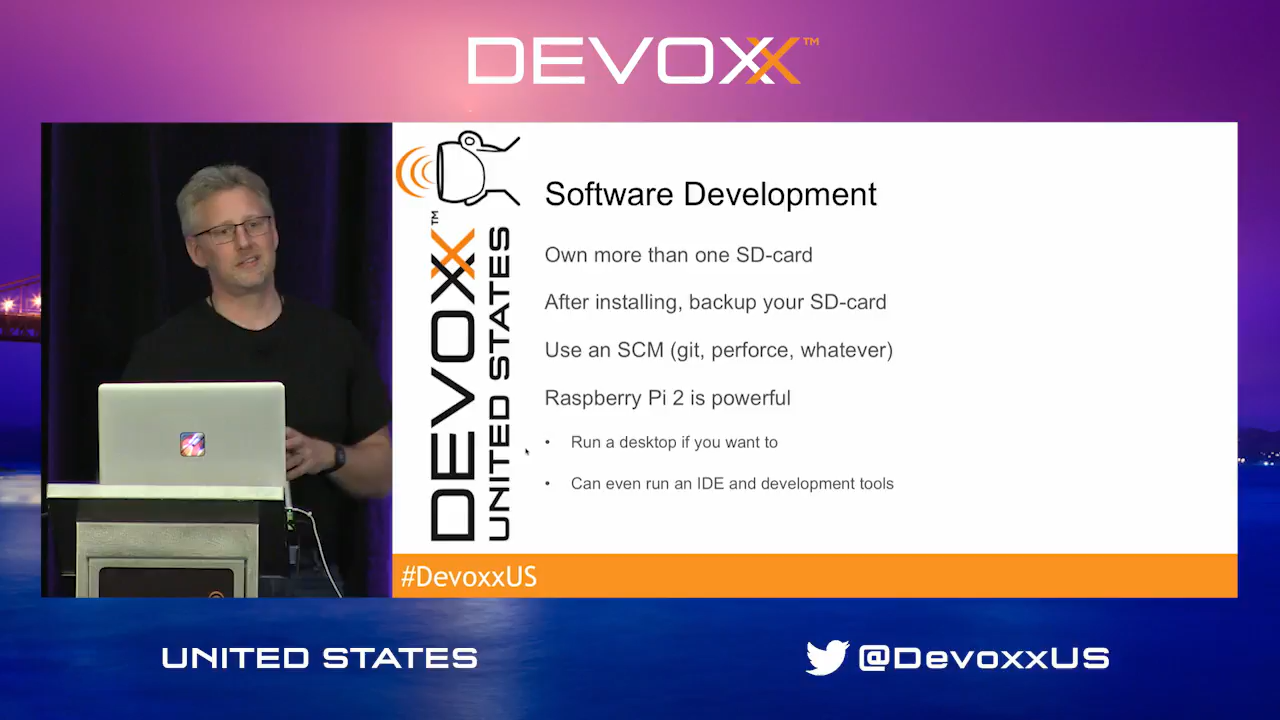 DEVOXX™
DEVOXX™
UNITED STATES
Software Development
Own more than one SD-card
After installing, backup your SD-card
Use an SCM (git, perforce, whatever)
Raspberry Pi 2 is powerful
• Run a desktop if you want to
• Can even run an IDE and development tools
#DevoxxUS
UNITED STATES
@DevoxxUS